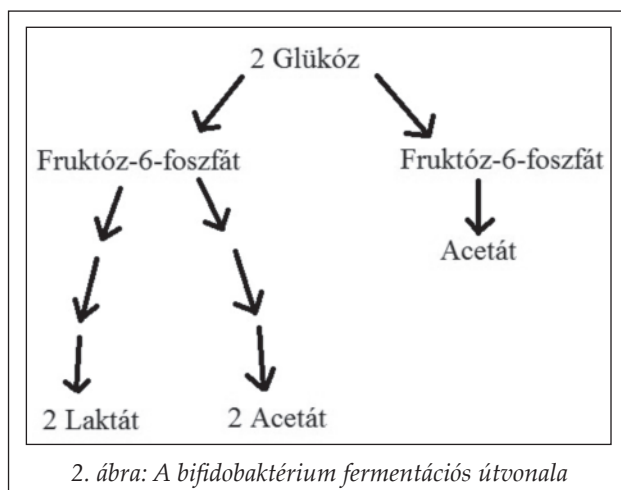 2 Glükóz
Fruktóz-6-foszfát
Fruktóz-6-foszfát
Acetát
2 Laktát
2 Acetát
2. ábra: A bifidobaktérium fermentációs útvonala